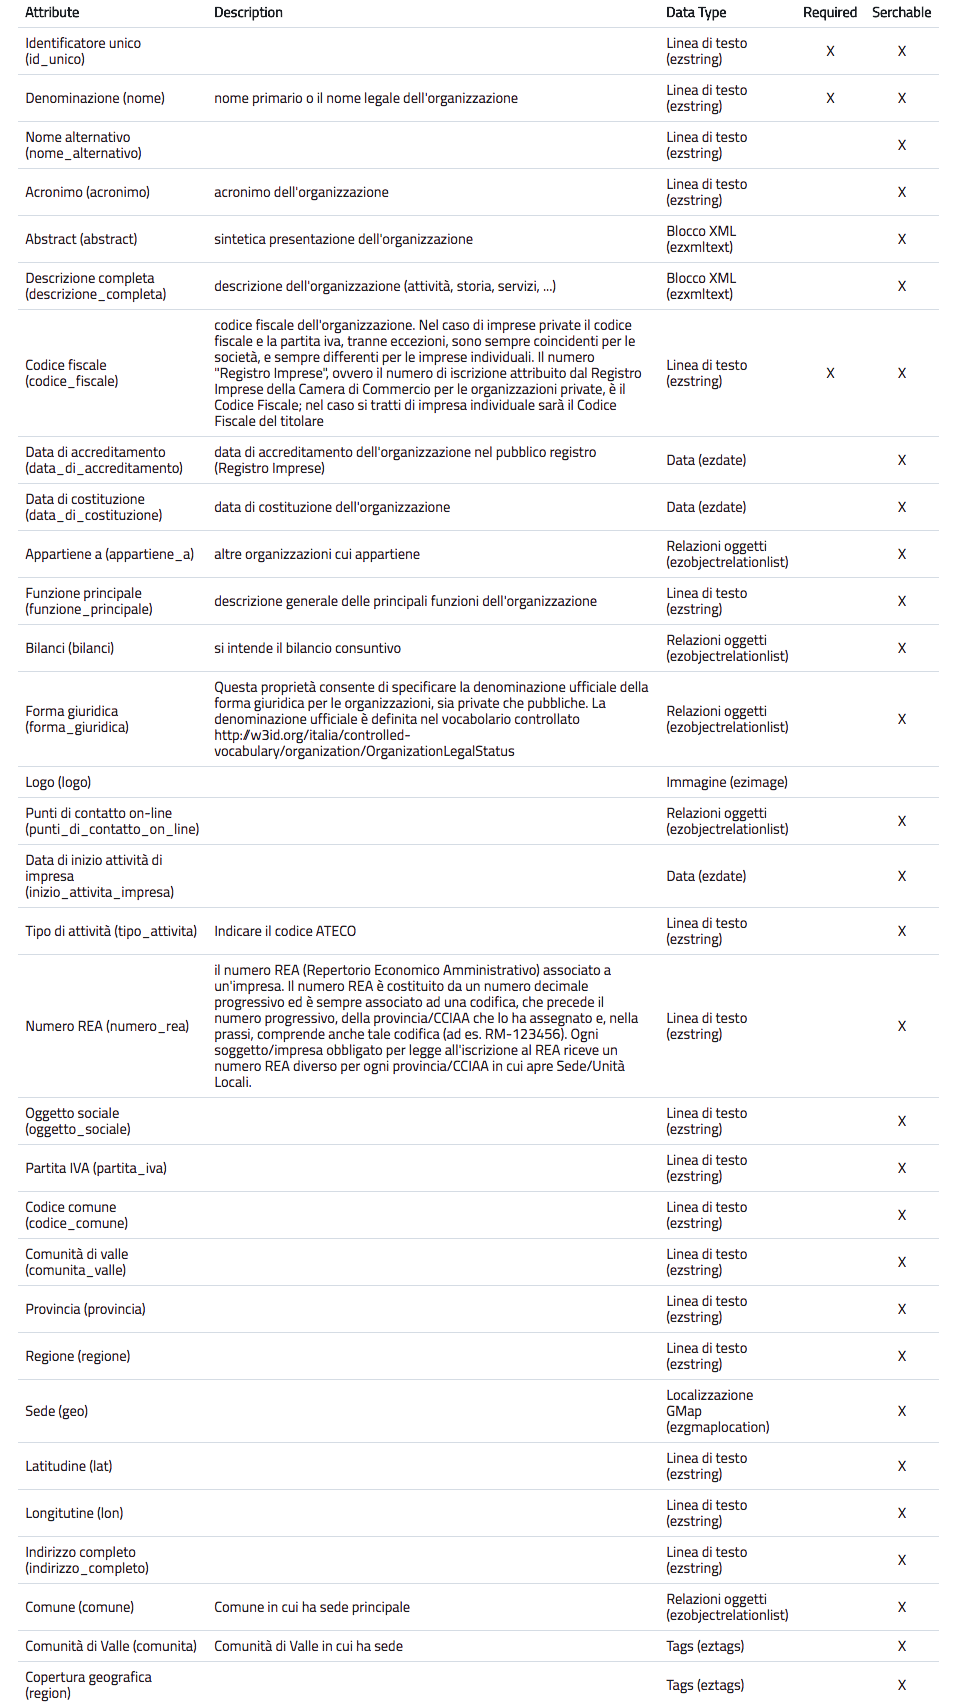 Attribute Description Data Type Required Serchable
Identificatore unico
(id_unico)
Linea di testo
(ezstring)
X X
Denominazione (nome) nome primario o il nome legale dell'organizzazione
Linea di testo
(ezstring)
X X
Nome alternativo
(nome_alternativo)
Linea di testo
(ezstring)
X
Acronimo (acronimo) acronimo dell'organizzazione
Linea di testo
(ezstring)
X
Abstract (abstract) sintetica presentazione dell'organizzazione
Blocco XML
(ezxmltext)
X
Descrizione completa
(descrizione_completa)
descrizione dell'organizzazione (attività, storia, servizi, ...)
Blocco XML
(ezxmltext)
X
Codice fiscale
(codice_fiscale)
codice fiscale dell'organizzazione. Nel caso di imprese private il codice
fiscale e la partita iva, tranne eccezioni, sono sempre coincidenti per le
società, e sempre differenti per le imprese individuali. Il numero
"Registro Imprese", ovvero il numero di iscrizione attribuito dal Registro
Imprese della Camera di Commercio per le organizzazioni private, è il
Codice Fiscale; nel caso si tratti di impresa individuale sarà il Codice
Fiscale del titolare
Linea di testo
(ezstring)
X X
Data di accreditamento
(data_di_accreditamento)
data di accreditamento dell'organizzazione nel pubblico registro
(Registro Imprese)
Data (ezdate)
X
Data di costituzione
(data_di_costituzione)
data di costituzione dell'organizzazione
Data (ezdate)
X
Appartiene a (appartiene_a) altre organizzazioni cui appartiene
Relazioni oggetti
(ezobjectrelationlist)
X
Funzione principale
(funzione_principale)
descrizione generale delle principali funzioni dell'organizzazione
Linea di testo
(ezstring)
X
Bilanci (bilanci) si intende il bilancio consuntivo
Relazioni oggetti
(ezobjectrelationlist)
X
Forma giuridica
(forma_giuridica)
Questa proprietà consente di specificare la denominazione ufficiale della
forma giuridica per le organizzazioni, sia private che pubbliche. La
denominazione ufficiale è definita nel vocabolario controllato
http://w3id.org/italia/controlled-
vocabulary/organization/OrganizationLegalStatus
Relazioni oggetti
(ezobjectrelationlist)
X
Logo (logo) Immagine (ezimage)
Punti di contatto on-line
(punti_di_contatto_on_line)
Relazioni oggetti
(ezobjectrelationlist)
X
Data di inizio attività di
impresa
(inizio_attivita_impresa)
Data (ezdate)
X
Tipo di attività (tipo_attivita) Indicare il codice ATECO
Linea di testo
(ezstring)
X
Numero REA (numero_rea)
il numero REA (Repertorio Economico Amministrativo) associato a
un'impresa. Il numero REA è costituito da un numero decimale
progressivo ed è sempre associato ad una codifica, che precede il
numero progressivo, della provincia/CCIAA che lo ha assegnato e, nella
prassi, comprende anche tale codifica (ad es. RM-123456). Ogni
soggetto/impresa obbligato per legge all'iscrizione al REA riceve un
numero REA diverso per ogni provincia/CCIAA in cui apre Sede/Unità
Locali.
Linea di testo
(ezstring)
X
Oggetto sociale
(oggetto_sociale)
Linea di testo
(ezstring)
X
Partita IVA (partita_iva)
Linea di testo
(ezstring)
X
Codice comune
(codice_comune)
Linea di testo
(ezstring)
X
Comunità di valle
(comunita_valle)
Linea di testo
(ezstring)
X
Provincia (provincia)
Linea di testo
(ezstring)
X
Regione (regione)
Linea di testo
(ezstring)
X
Sede (geo)
Localizzazione
GMap
(ezgmaplocation)
X
Latitudine (lat)
Linea di testo
(ezstring)
X
Longitutine (lon)
Linea di testo
(ezstring)
X
Indirizzo completo
(indirizzo_completo)
Linea di testo
(ezstring)
X
Comune (comune) Comune in cui ha sede principale
Relazioni oggetti
(ezobjectrelationlist)
X
Comunità di Valle (comunita) Comunità di Valle in cui ha sede Tags (eztags) X
Copertura geografica
(region)
Tags (eztags)
X